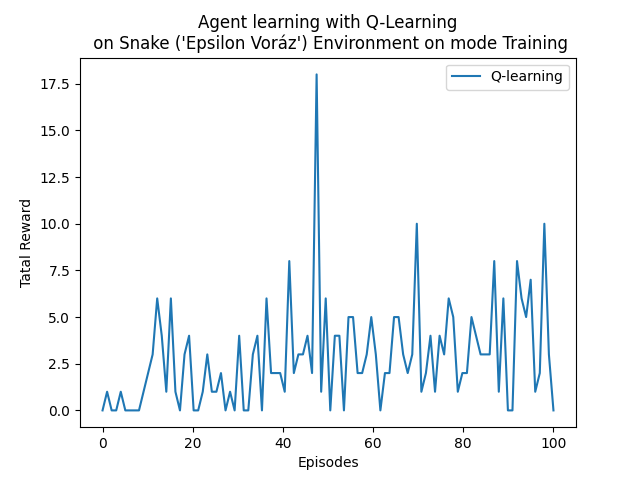 Agent learning with Q-Learning
on Snake ('Epsilon Voráz') Environment on mode Training
Q-learning
17.5
15.0
12.5
10.0
7.5
5.0
2.5
0.0
Tatal Reward
0 20 40 60 80 100
Episodes